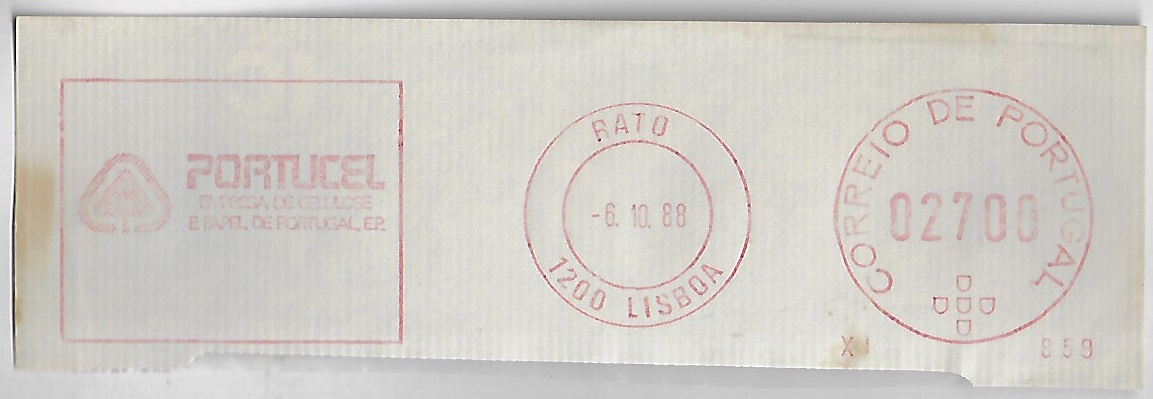 PORTUCEL
EMPRESA DE CELULOSE
E PAPEL DE PORTUGAL, E.P.
RATO
-6. 10. 88
1200 LISBOA
CORREIO DE PORTUGAL
02700
X I
859